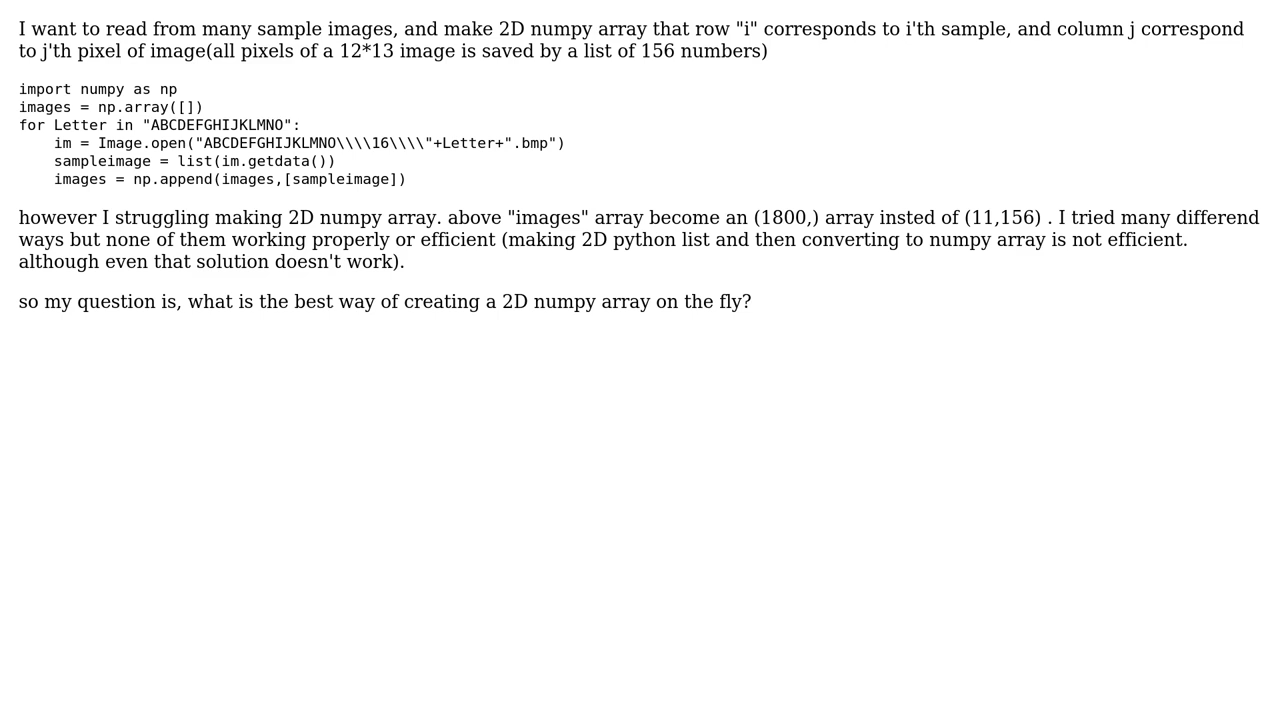 I want to read from many sample images, and make 2D numpy array that row "i" corresponds to i'th sample, and column j correspond
to j'th pixel of image(all pixels of a 12*13 image is saved by a list of 156 numbers)
import numpy as np
images = np.array([])
for Letter in "ABCDEFGHIJKLMNO":
    im = Image.open("ABCDEFGHIJKLMNO\\\\16\\\\"+Letter+".bmp")
    sampleimage = list(im.getdata())
    images = np.append(images,[sampleimage])
however I struggling making 2D numpy array. above "images" array become an (1800,) array insted of (11,156) . I tried many differend
ways but none of them working properly or efficient (making 2D python list and then converting to numpy array is not efficient.
although even that solution doesn't work).
so my question is, what is the best way of creating a 2D numpy array on the fly?